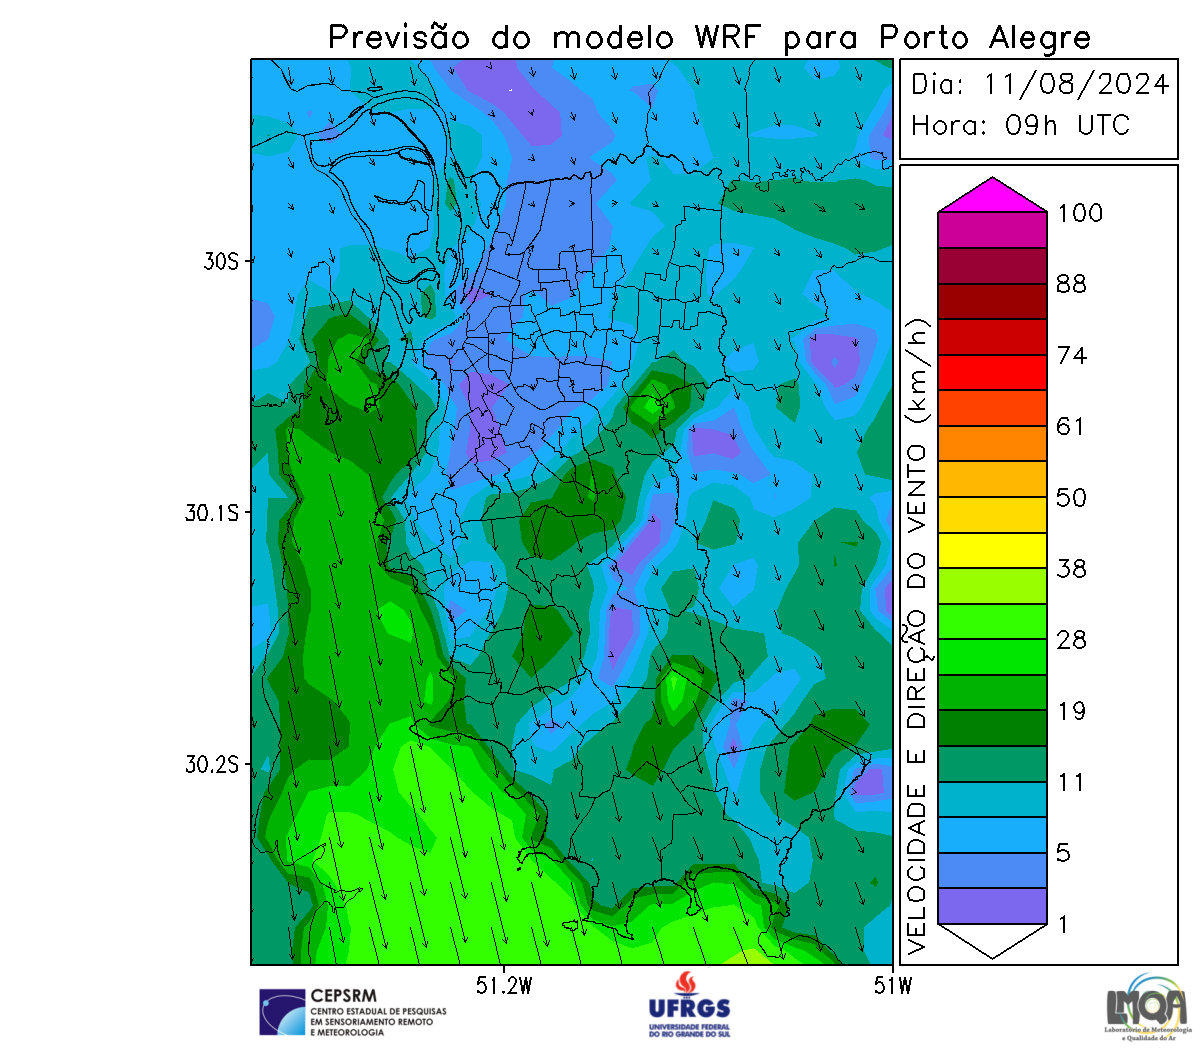 Previsão do modelo WRF para Porto Alegre
Dia: 11/08/2024
Hora: 09h UTC
30S
30.1S
30.2S
51.2W
51W
VELOCIDADE E DIREÇÃO DO VENTO (km/h)
100
88
74
61
50
38
28
19
11
5
1
CEPSRM
CENTRO ESTADUAL DE PESQUISAS
EM SENSORIAMENTO REMOTO
E METEOROLOGIA
UFRGS
UNIVERSIDADE FEDERAL
DO RIO GRANDE DO SUL
LMQA
Laboratório de Meteorologia
e Qualidade do Ar